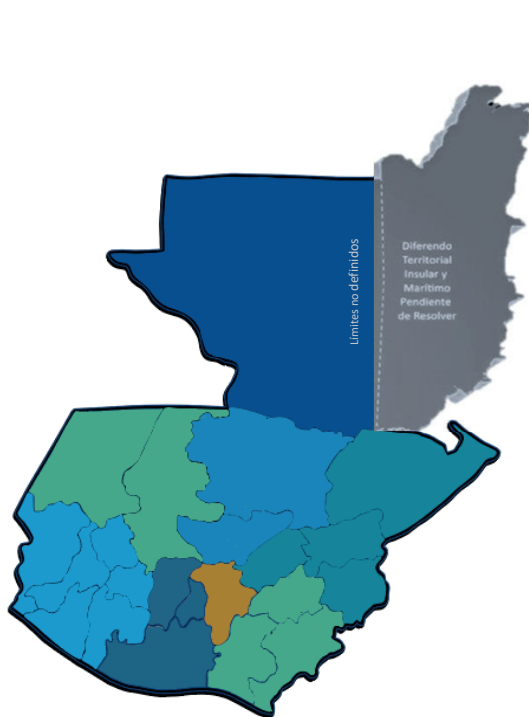 Límites no definidos
Diferendo
Territorial
Insular y
Marítimo
Pendiente
de Resolver